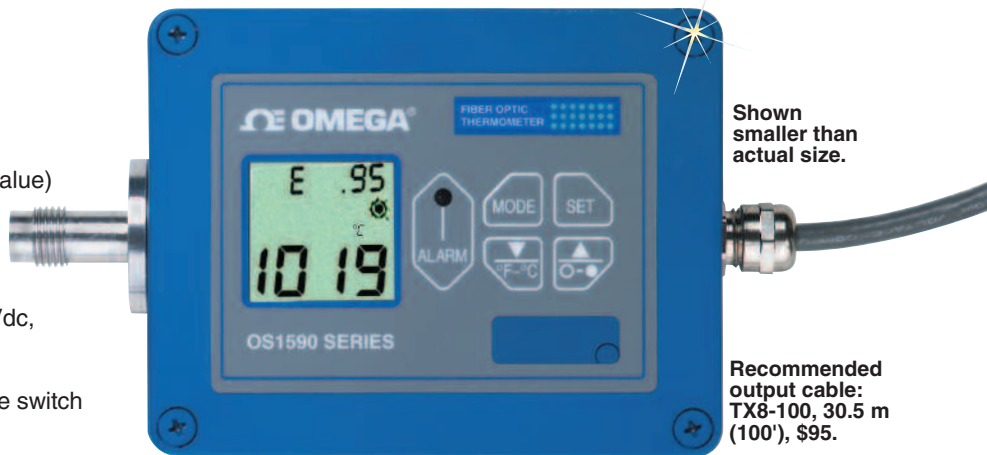 alue)
/dc,
e switch
ΩE OMEGA®
FIBER OPTIC
THERMOMETER
E .95
°C
1019
ALARM
MODE
SET
°F-°C
OS1590 SERIES
Shown
smaller than
actual size.
Recommended
output cable:
TX8-100, 30.5 m
(100'), $95.